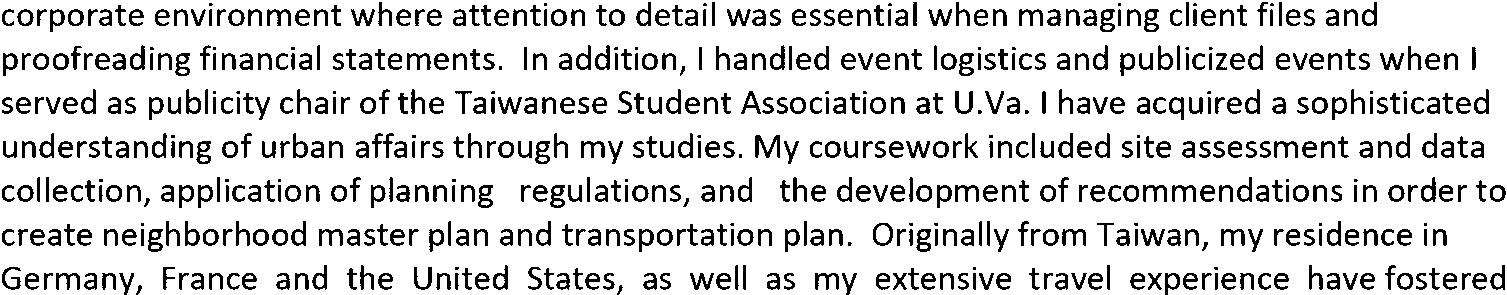 corporate environment where attention to detail was essential when managing client files and
proofreading financial statements.  In addition, I handled event logistics and publicized events when I
served as publicity chair of the Taiwanese Student Association at U.Va. I have acquired a sophisticated
understanding of urban affairs through my studies. My coursework included site assessment and data
collection, application of planning   regulations, and   the development of recommendations in order to
create neighborhood master plan and transportation plan.  Originally from Taiwan, my residence in
Germany,  France  and  the  United  States,  as  well  as  my  extensive  travel  experience  have fostered